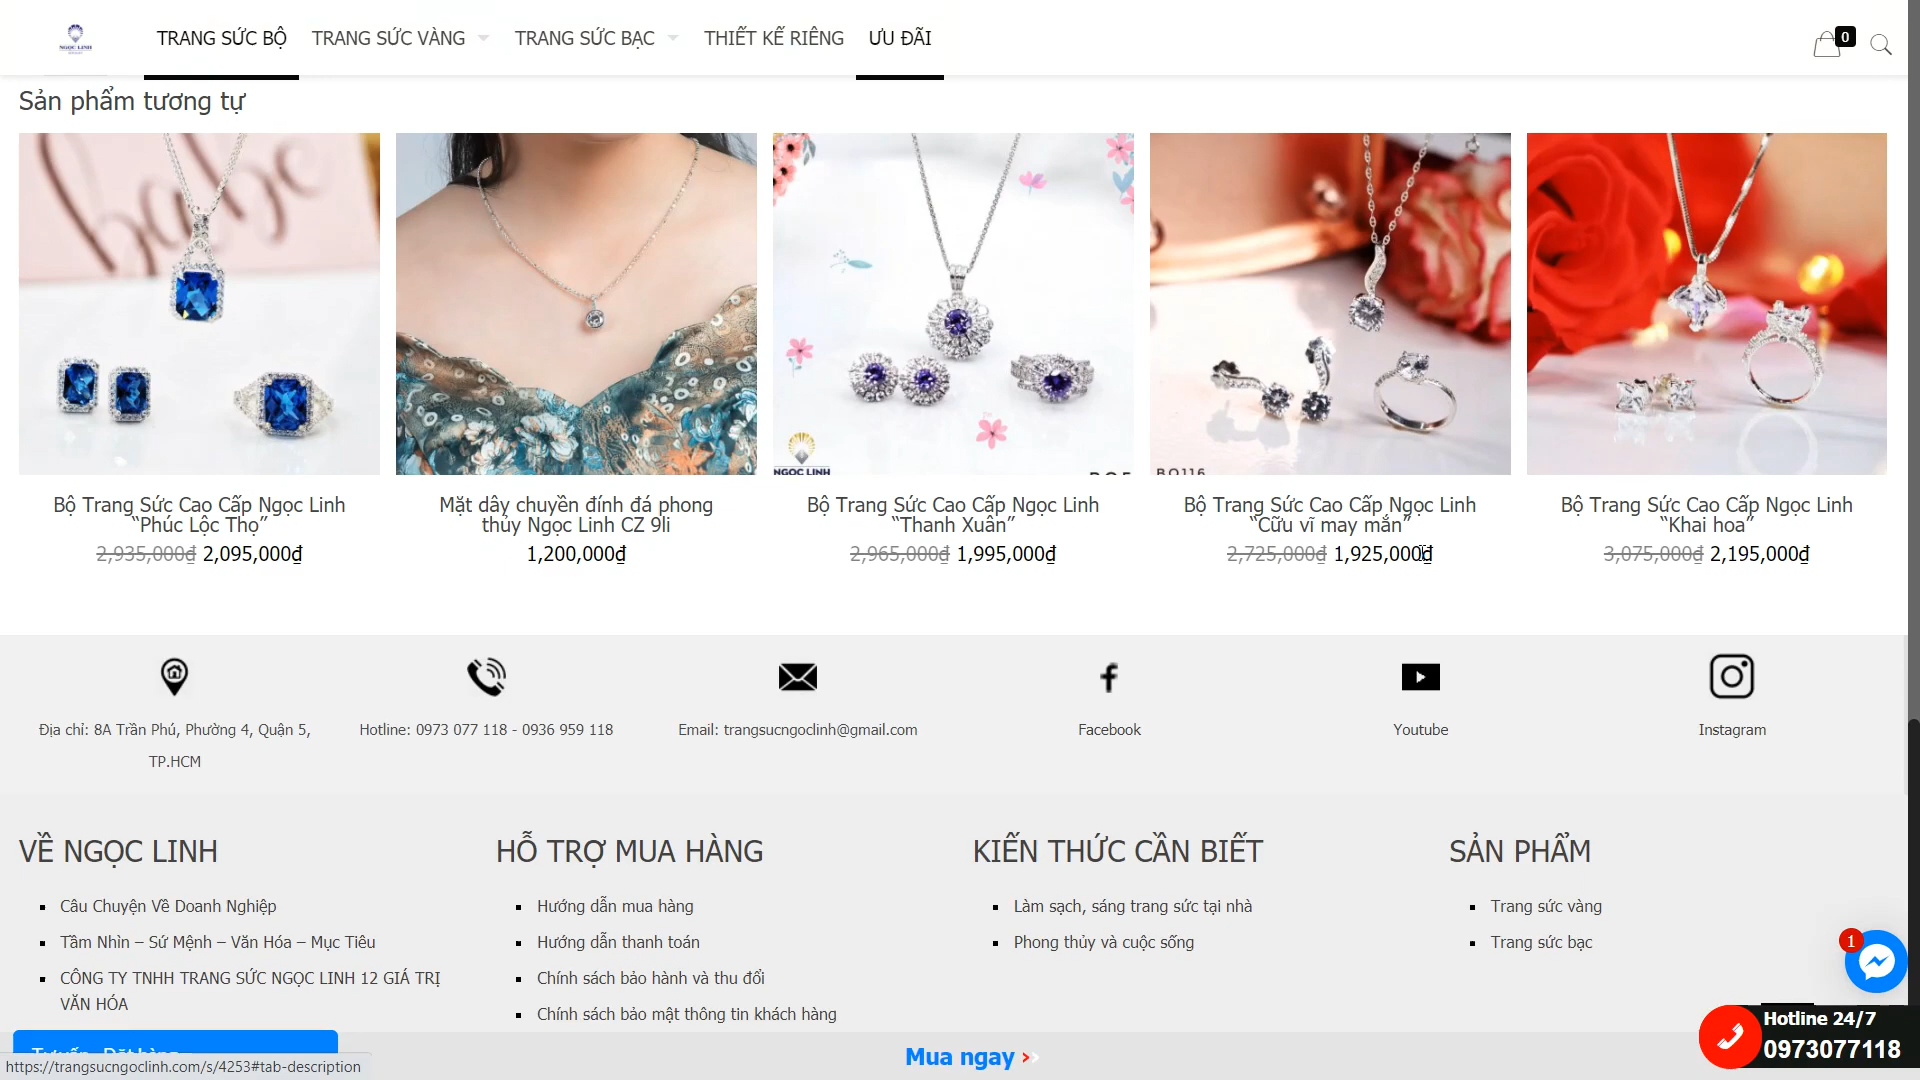 NGỌC LINH
TRANG SỨC BỘ
TRANG SỨC VÀNG
TRANG SỨC BẠC
THIẾT KẾ RIÊNG
ƯU ĐÃI
0
Sản phẩm tương tự
babe
NGỌC LINH
BO116
Bộ Trang Sức Cao Cấp Ngọc Linh
“Phúc Lộc Thọ”
2,935,000₫ 2,095,000₫
Mặt dây chuyền đính đá phong
thủy Ngọc Linh CZ 9li
1,200,000₫
Bộ Trang Sức Cao Cấp Ngọc Linh
“Thanh Xuân”
2,965,000₫ 1,995,000₫
Bộ Trang Sức Cao Cấp Ngọc Linh
“Cữu vĩ may mắn”
2,725,000₫ 1,925,000₫
Bộ Trang Sức Cao Cấp Ngọc Linh
“Khai hoa”
3,075,000₫ 2,195,000₫
Địa chỉ: 8A Trần Phú, Phường 4, Quận 5,
TP.HCM
Hotline: 0973 077 118 - 0936 959 118
Email: trangsucngoclinh@gmail.com
Facebook
Youtube
Instagram
VỀ NGỌC LINH
Câu Chuyện Về Doanh Nghiệp
Tầm Nhìn – Sứ Mệnh – Văn Hóa – Mục Tiêu
CÔNG TY TNHH TRANG SỨC NGỌC LINH 12 GIÁ TRỊ
VĂN HÓA
HỖ TRỢ MUA HÀNG
Hướng dẫn mua hàng
Hướng dẫn thanh toán
Chính sách bảo hành và thu đổi
Chính sách bảo mật thông tin khách hàng
KIẾN THỨC CẦN BIẾT
Làm sạch, sáng trang sức tại nhà
Phong thủy và cuộc sống
SẢN PHẨM
Trang sức vàng
Trang sức bạc
1
Hotline 24/7
0973077118
Mua ngay
https://trangsucngoclinh.com/s/4253#tab-description